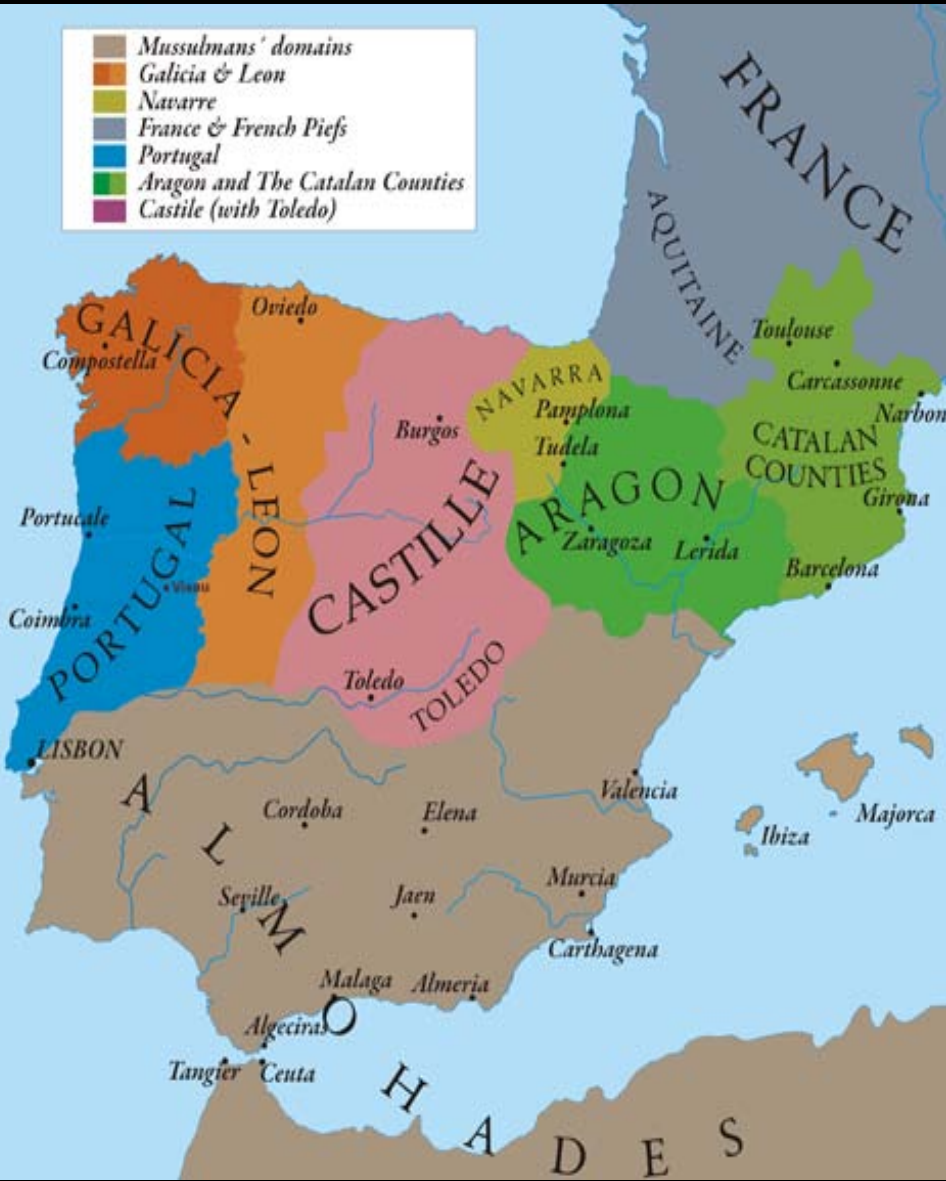 Mussulmans´ domains
Galicia & Leon
Navarre
France & French Piefs
Portugal
Aragon and The Catalan Counties
Castile (with Toledo)
FRANCE
AQUITAINE
Oviedo
GALICIA - LEON
Compostella
Toulouse
Carcassonne
Narbon
NAVARRA
Pamplona
Tudela
Burgos
CATALAN
COUNTIES
Girona
ARAGON
Zaragoza
Lerida
Barcelona
CASTILLE
Portucale
PORTUGAL
Viseu
Coimbra
Toledo
TOLEDO
LISBON
ALMOHADES
Valencia
Majorca
Ibiza
Cordoba
Elena
Seville
Jaen
Murcia
Carthagena
Malaga
Almeria
Algeciras
Tangier
Ceuta